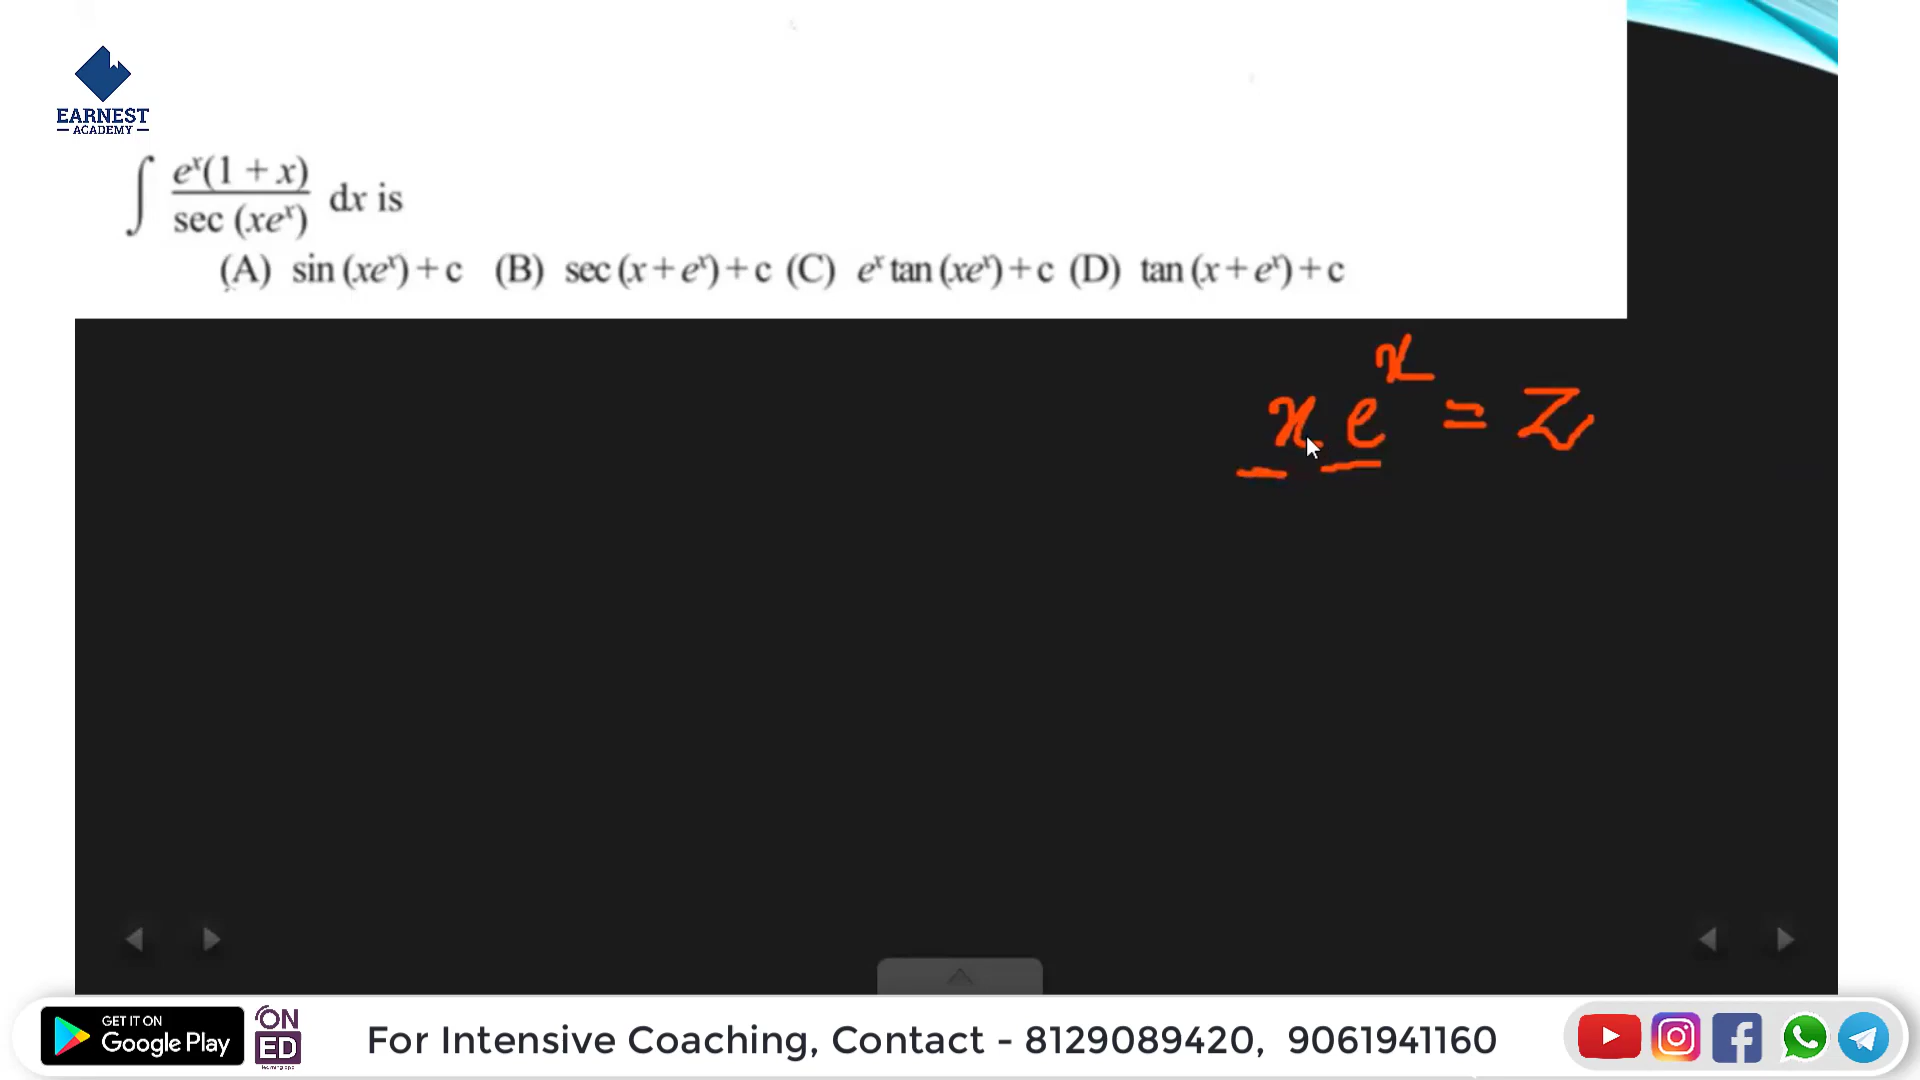 EARNEST
ACADEMY
∫ eˣ(1 + x) / sec (xeˣ) dx is
(A) sin (xeˣ) + c (B) sec (x + eˣ) + c (C) eˣ tan (xeˣ) + c (D) tan (x + eˣ) + c
x eˣ = z
GET IT ON
Google Play
ON
ED
For Intensive Coaching, Contact - 8129089420, 9061941160